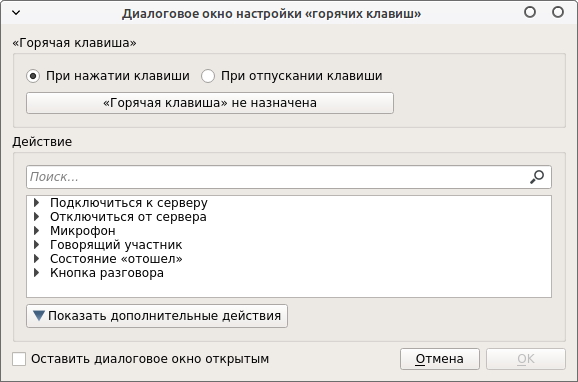 Диалоговое окно настройки «горячих клавиш»
«Горячая клавиша»
При нажатии клавиши При отпускании клавиши
«Горячая клавиша» не назначена
Действие
Поиск...
Подключиться к серверу
Отключиться от сервера
Микрофон
Говорящий участник
Состояние «отошел»
Кнопка разговора
Показать дополнительные действия
Оставить диалоговое окно открытым Отмена OK